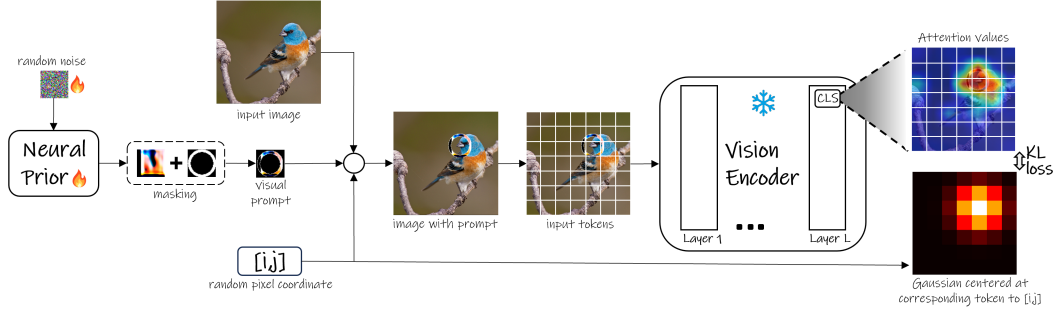 random noise
Neural
Prior
masking
input image
visual
prompt
[i,j]
random pixel coordinate
image with prompt
input tokens
Vision
Encoder
Layer 1
...
Layer L
CLS
Attention values
KL
loss
Gaussian centered at
corresponding token to [i,j]